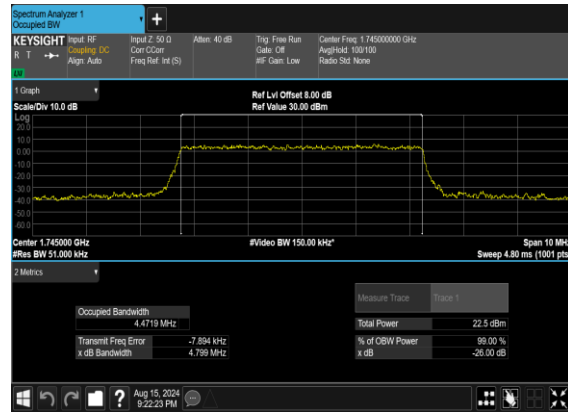 Spectrum Analyzer 1
Occupied BW
+
KEYSIGHT Input: RF Input Z: 50 Ω Atten: 40 dB Trig: Free Run Center Freq: 1.745000000 GHz
R T Coupling: DC Corr CCorr Gate: Off Avg|Hold: 100/100
Align: Auto Freq Ref: Int (S) #IF Gain: Low Radio Std: None
LW
1 Graph
Ref Lvl Offset 8.00 dB
Scale/Div 10.0 dB Ref Value 30.00 dBm
Log
20.0
10.0
0.00
-10.0
-20.0
-30.0
-40.0
-50.0
-60.0
Center 1.745000 GHz #Video BW 150.00 kHz* Span 10 MHz
#Res BW 51.000 kHz Sweep 4.80 ms (1001 pts)
2 Metrics
Measure Trace Trace 1
Occupied Bandwidth
4.4719 MHz Total Power 22.5 dBm
Transmit Freq Error -7.894 kHz % of OBW Power 99.00 %
x dB Bandwidth 4.799 MHz x dB -26.00 dB
?
Aug 15, 2024
9:22:23 PM